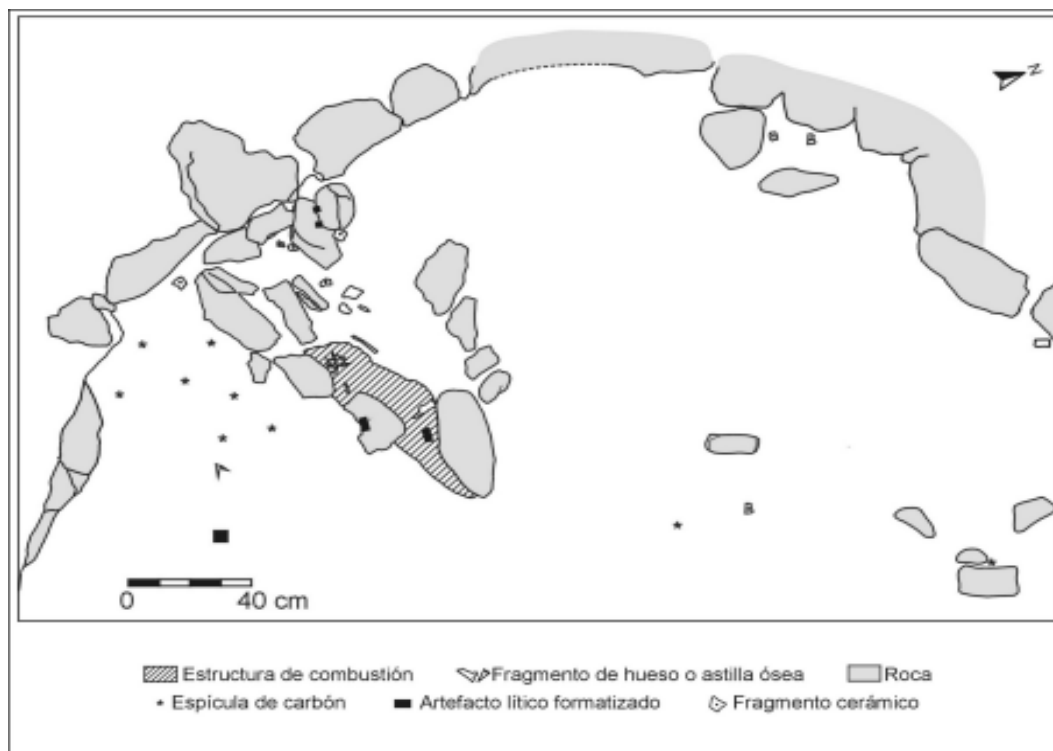 N
0 40 cm
Estructura de combustión Fragmento de hueso o astilla ósea Roca
Espícula de carbón Artefacto lítico formatizado Fragmento cerámico